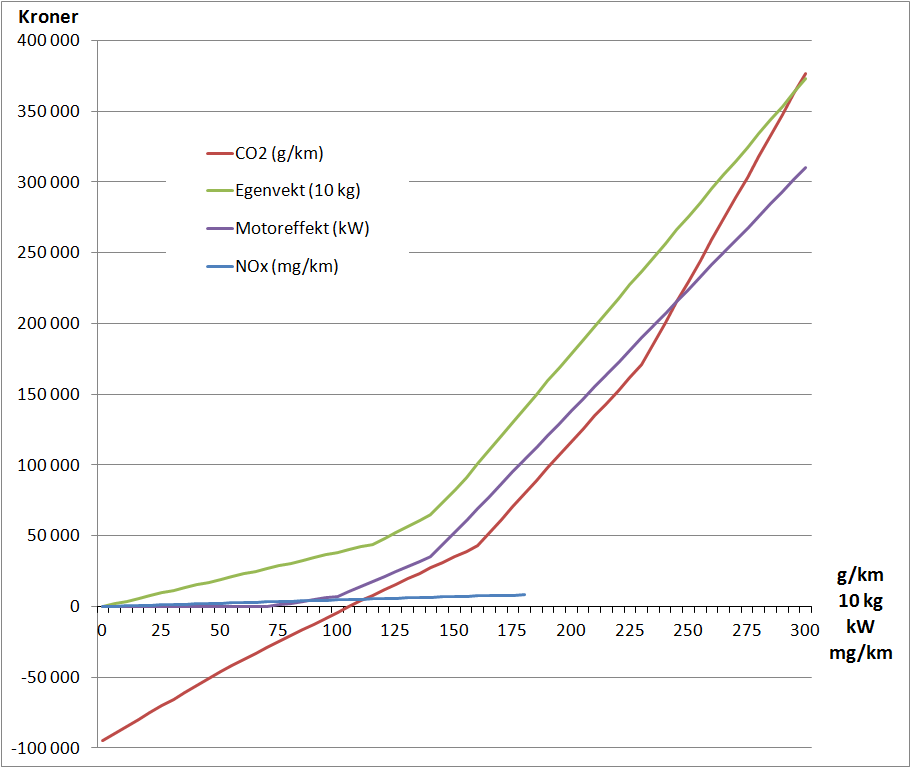 Kroner
400 000
350 000
300 000
250 000
200 000
150 000
100 000
50 000
0
-50 000
-100 000
CO2 (g/km)
Egenvekt (10 kg)
Motoreffekt (kW)
NOx (mg/km)
0 25 50 75 100 125 150 175 200 225 250 275 300
g/km
10 kg
kW
mg/km